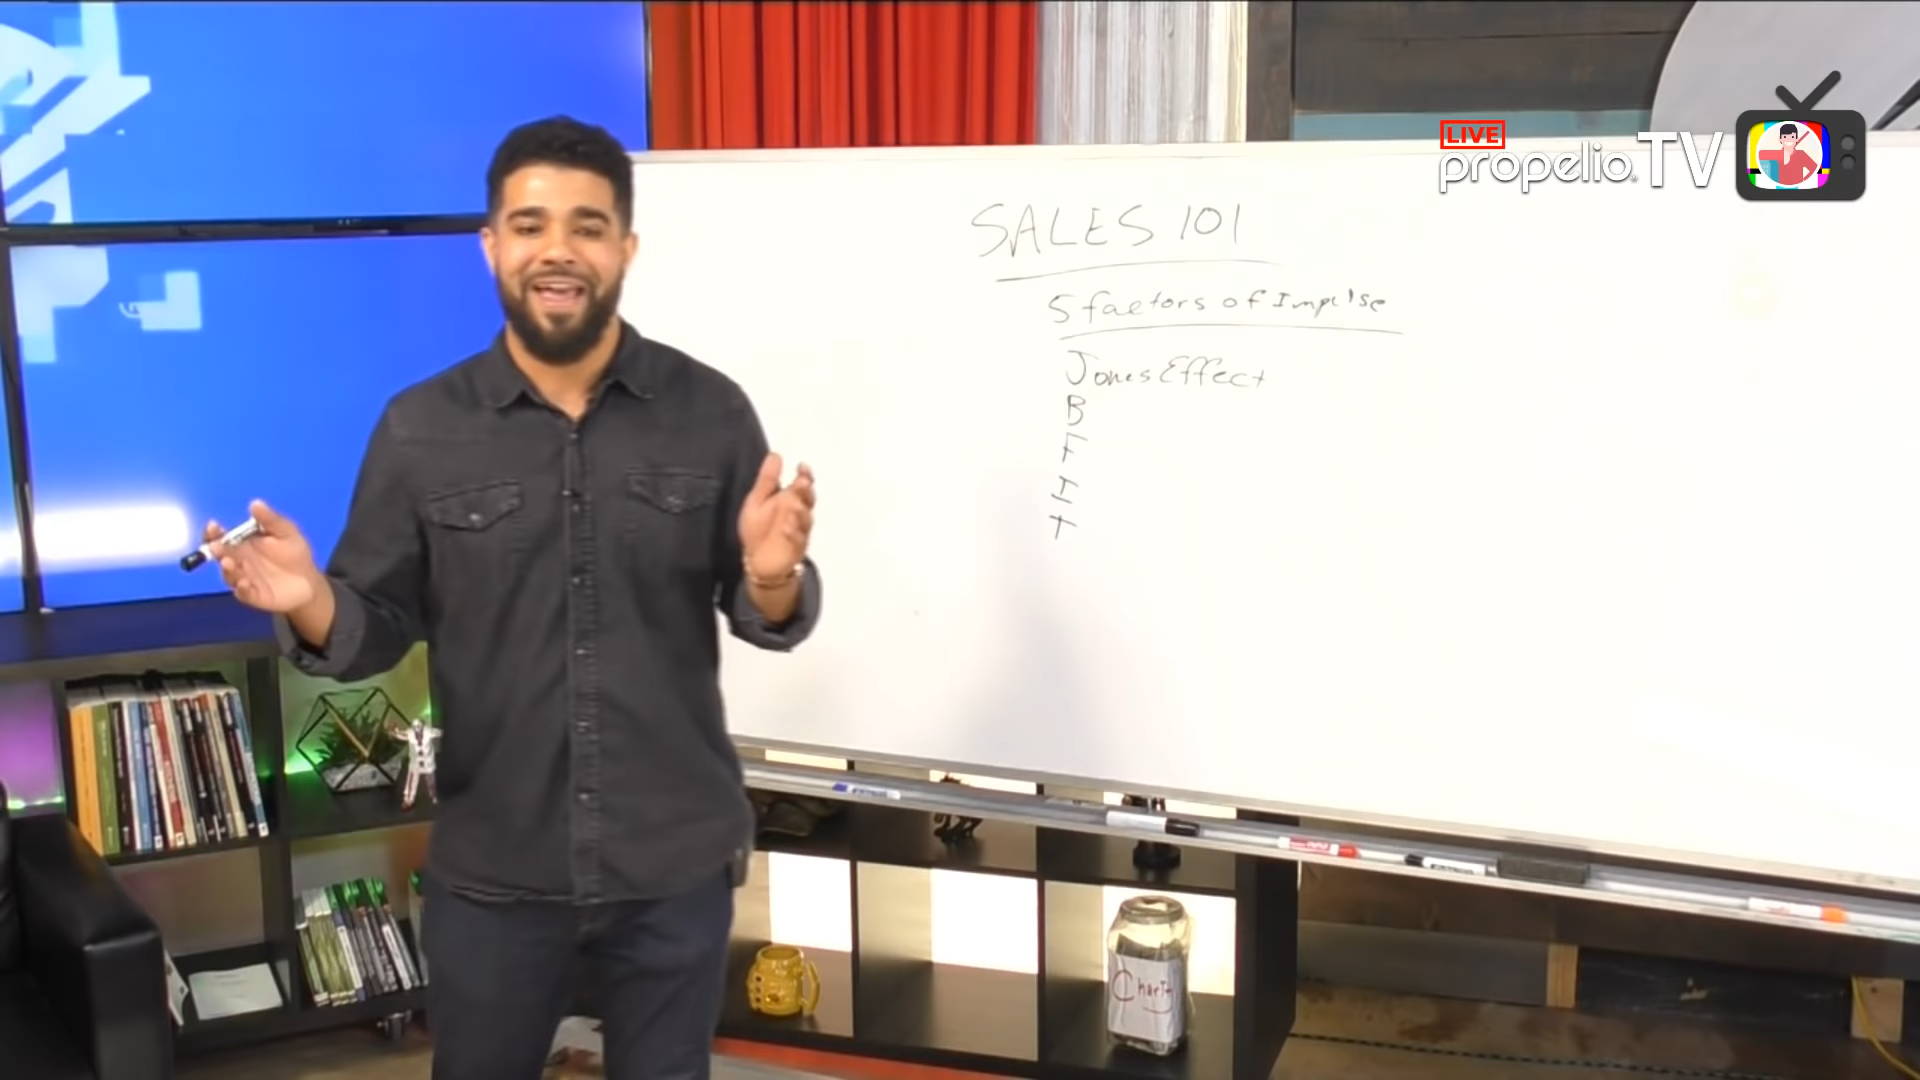 LIVE
propelio TV
SALES 101
5 factors of Impulse
Jones Effect
B
F
I
T
Charity